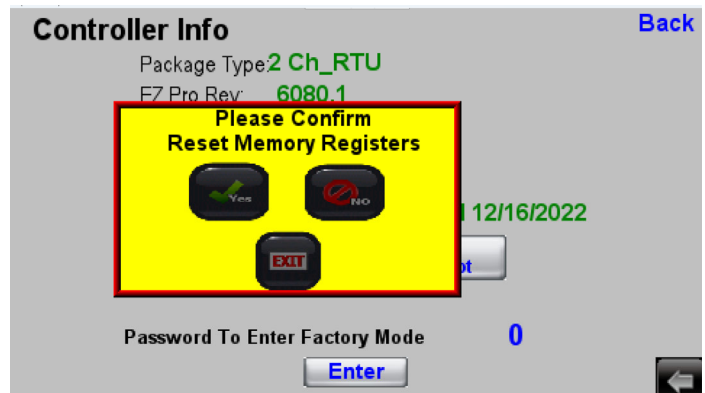 Controller Info
Back
Package Type: 2 Ch_RTU
EZ Pro Rev: 6080.1
Please Confirm
Reset Memory Registers
Yes
NO
12/16/2022
EXIT
Password To Enter Factory Mode 0
Enter